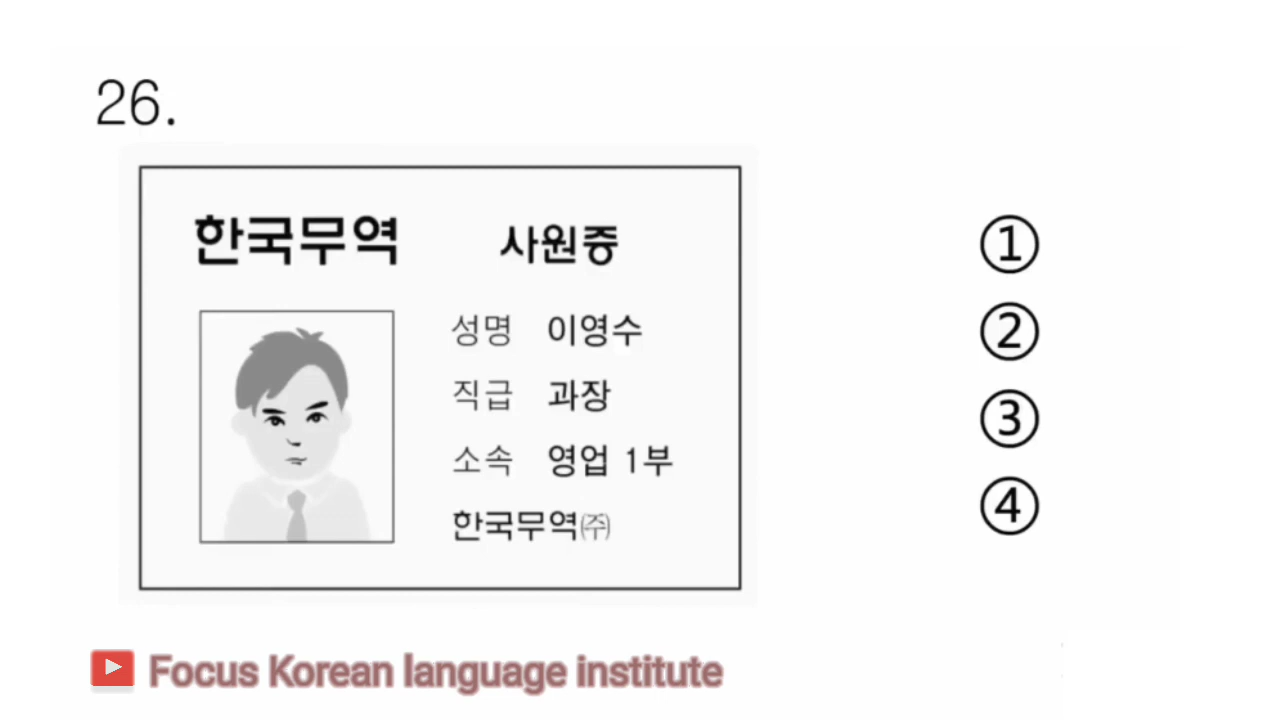 26.
한국무역 사원증
성명 이영수
직급 과장
소속 영업 1부
한국무역㈜
①
②
③
④
Focus Korean language institute